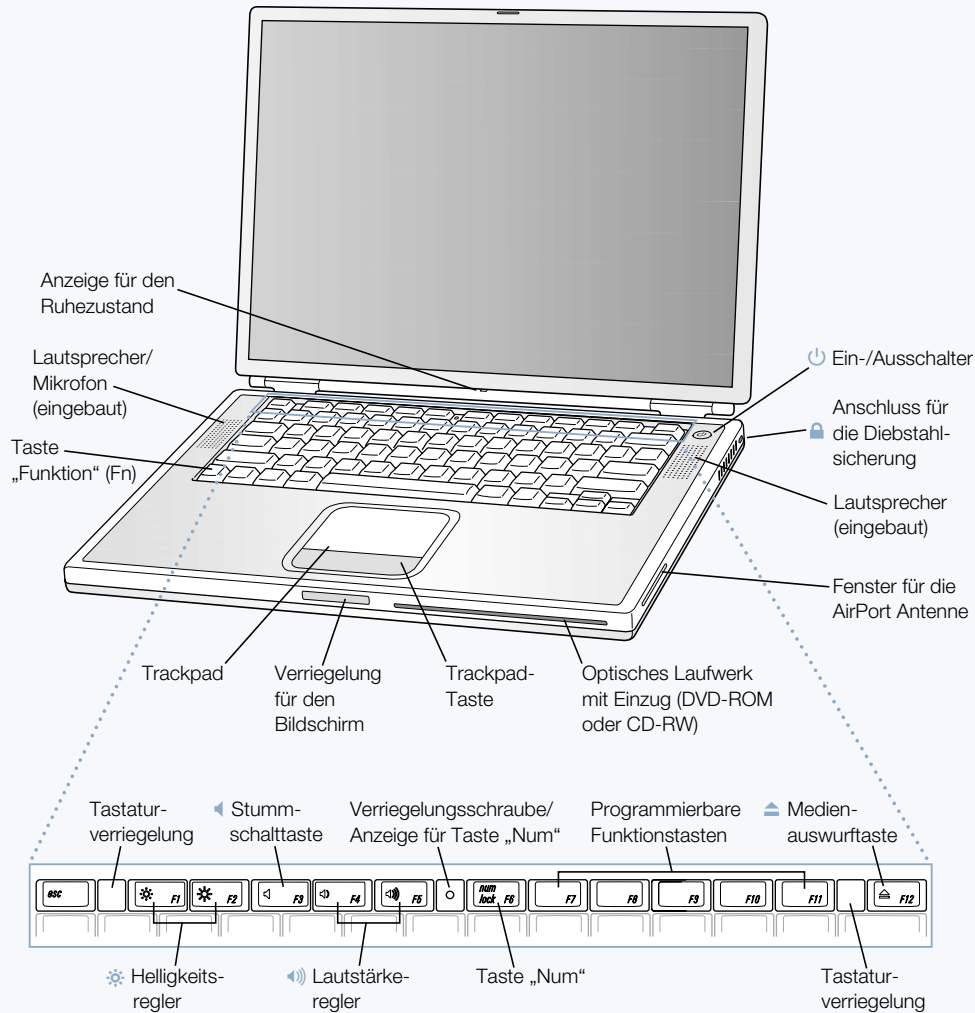 Anzeige für den
Ruhezustand
Lautsprecher/
Mikrofon
(eingebaut)
Taste
„Funktion“ (Fn)
Ein-/Ausschalter
Anschluss für
die Diebstahl-
sicherung
Lautsprecher
(eingebaut)
Fenster für die
AirPort Antenne
Trackpad
Verriegelung
für den
Bildschirm
Trackpad-
Taste
Optisches Laufwerk
mit Einzug (DVD-ROM
oder CD-RW)
Tastatur-
verriegelung
Stumm-
schalttaste
Verriegelungsschraube/
Anzeige für Taste „Num“
Programmierbare
Funktionstasten
Medien-
auswurftaste
esc
F1
F2
F3
F4
F5
num
lock F6
F7
F8
F9
F10
F11
F12
Helligkeits-
regler
Lautstärke-
regler
Taste „Num“
Tastatur-
verriegelung